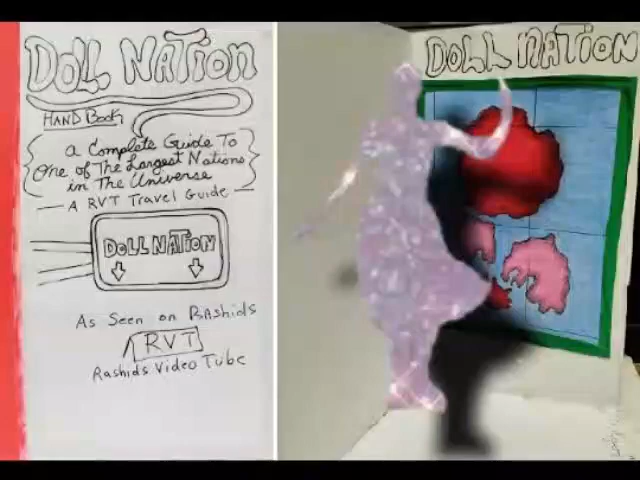 DOLL NATION
HAND Book
a Complete Guide To
One of The Largest Nations
in The Universe
A RVT Travel Guide
DOLL NATION
As Seen on RAshids
RVT
Rashids Video Tube
DOLL NATION